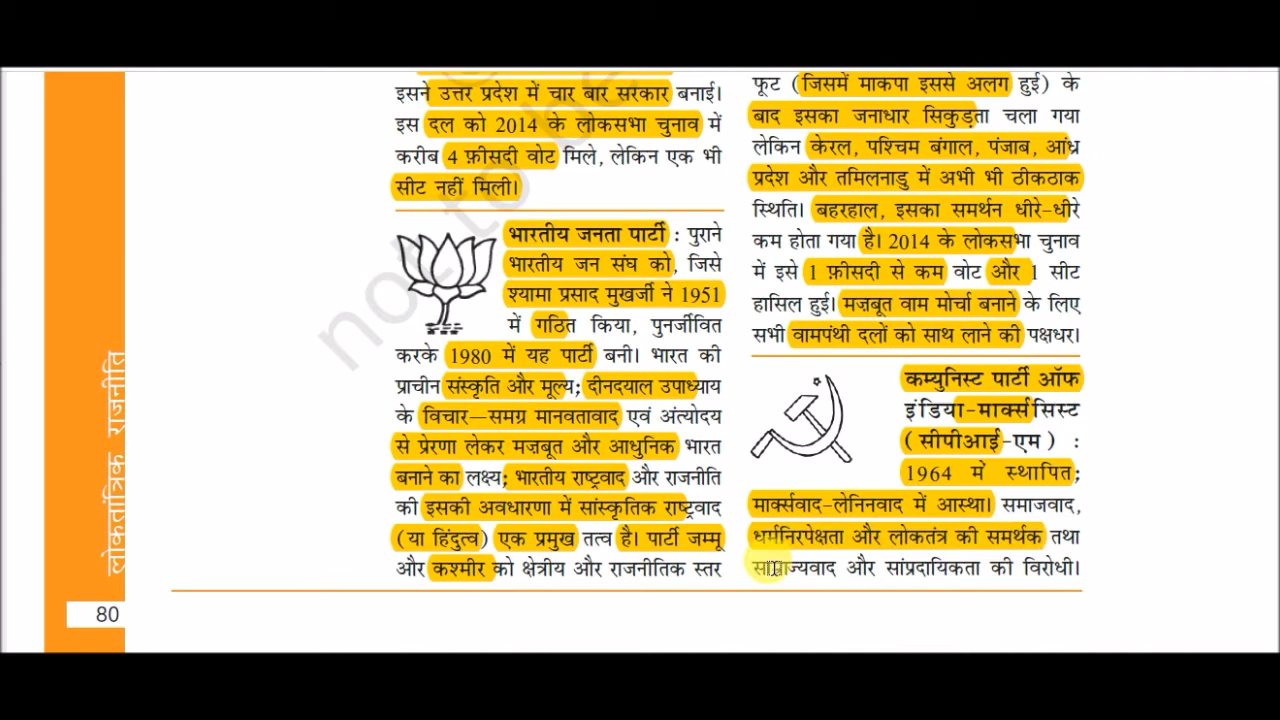 इसने उत्तर प्रदेश में चार बार सरकार बनाई।
इस दल को 2014 के लोकसभा चुनाव में
करीब 4 फ़ीसदी वोट मिले, लेकिन एक भी
सीट नहीं मिली।
भारतीय जनता पार्टी : पुराने
भारतीय जन संघ को, जिसे
श्यामा प्रसाद मुखर्जी ने 1951
में गठित किया, पुनर्जीवित
करके 1980 में यह पार्टी बनी। भारत की
प्राचीन संस्कृति और मूल्य; दीनदयाल उपाध्याय
के विचार—समग्र मानवतावाद एवं अंत्योदय
से प्रेरणा लेकर मज़बूत और आधुनिक भारत
बनाने का लक्ष्य; भारतीय राष्ट्रवाद और राजनीति
की इसकी अवधारणा में सांस्कृतिक राष्ट्रवाद
(या हिंदुत्व) एक प्रमुख तत्व है। पार्टी जम्मू
और कश्मीर को क्षेत्रीय और राजनीतिक स्तर
फूट (जिसमें माकपा इससे अलग हुई) के
बाद इसका जनाधार सिकुड़ता चला गया
लेकिन केरल, पश्चिम बंगाल, पंजाब, आंध्र
प्रदेश और तमिलनाडु में अभी भी ठीकठाक
स्थिति। बहरहाल, इसका समर्थन धीरे-धीरे
कम होता गया है। 2014 के लोकसभा चुनाव
में इसे 1 फ़ीसदी से कम वोट और 1 सीट
हासिल हुई। मज़बूत वाम मोर्चा बनाने के लिए
सभी वामपंथी दलों को साथ लाने की पक्षधर।
कम्युनिस्ट पार्टी ऑफ
इंडिया-मार्क्ससिस्ट
(सीपीआई-एम) :
1964 में स्थापित;
मार्क्सवाद-लेनिनवाद में आस्था। समाजवाद,
धर्मनिरपेक्षता और लोकतंत्र की समर्थक तथा
साम्राज्यवाद और सांप्रदायिकता की विरोधी।
लोकतांत्रिक राजनीति
80
not to be